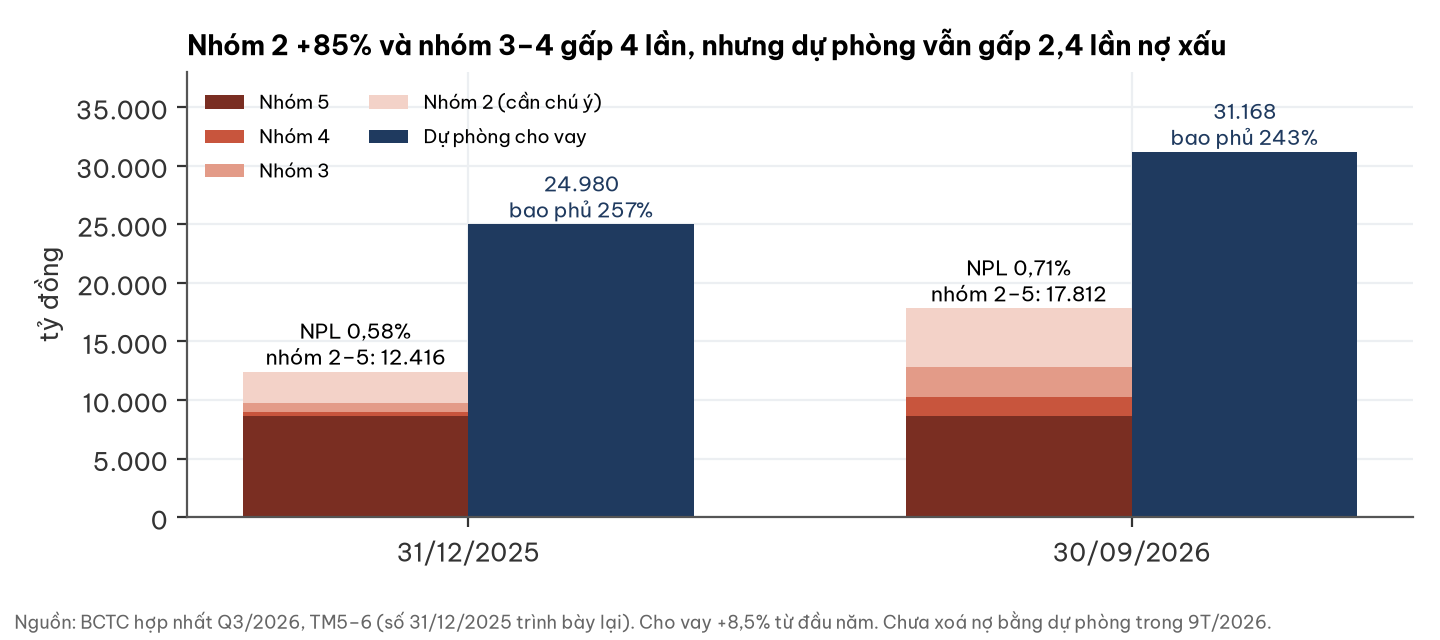 Nhóm 2 +85% và nhóm 3–4 gấp 4 lần, nhưng dự phòng vẫn gấp 2,4 lần nợ xấu
Nhóm 5
Nhóm 4
Nhóm 3
Nhóm 2 (cần chú ý)
Dự phòng cho vay
tỷ đồng
35.000
30.000
25.000
20.000
15.000
10.000
5.000
0
NPL 0,58%
nhóm 2–5: 12.416
24.980
bao phủ 257%
NPL 0,71%
nhóm 2–5: 17.812
31.168
bao phủ 243%
31/12/2025
30/09/2026
Nguồn: BCTC hợp nhất Q3/2026, TM5–6 (số 31/12/2025 trình bày lại). Cho vay +8,5% từ đầu năm. Chưa xoá nợ bằng dự phòng trong 9T/2026.